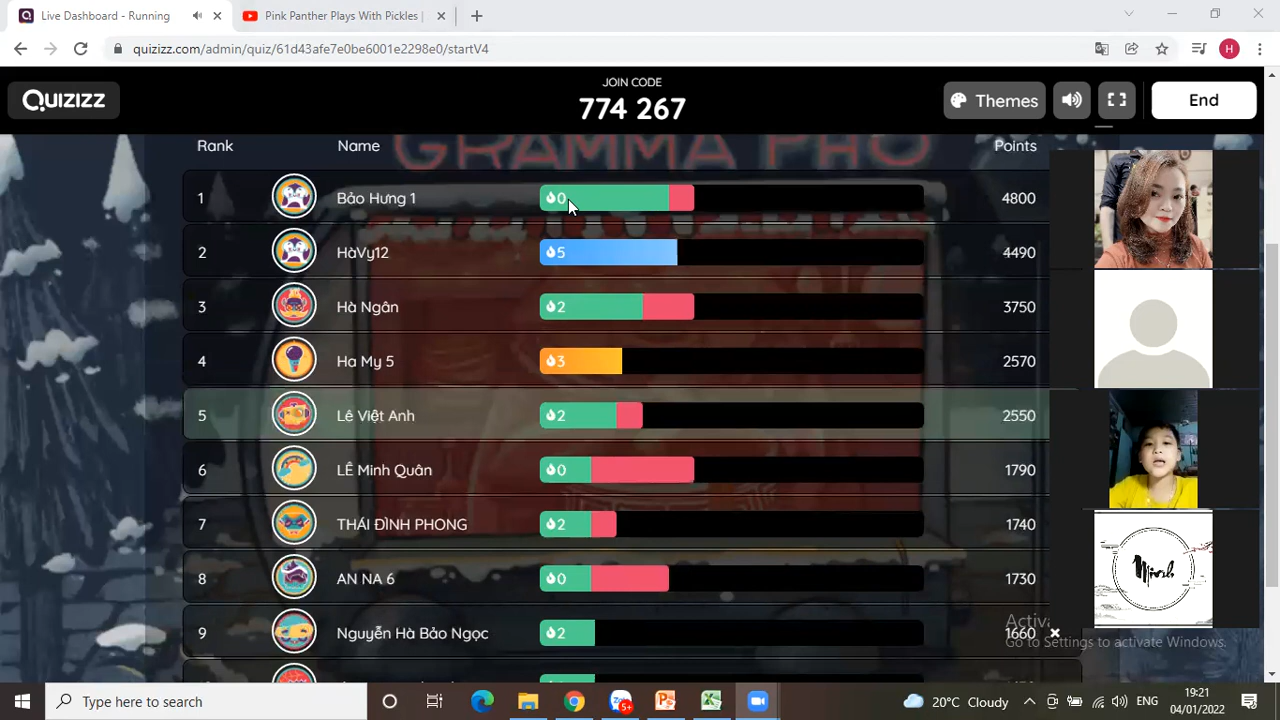 Live Dashboard - Running
Pink Panther Plays With Pickles |
quizizz.com/admin/quiz/61d43afe7e0be6001e2298e0/startV4
H
Quizizz
JOIN CODE
774 267
Themes
End
GRAMMA PRO
Rank Name Points
1 Bảo Hưng 1 0 4800
2 HàVy12 5 4490
3 Hà Ngân 2 3750
4 Ha My 5 3 2570
5 Lê Việt Anh 2 2550
6 LÊ Minh Quân 0 1790
7 THÁI ĐÌNH PHONG 2 1740
8 AN NA 6 0 1730
9 Nguyễn Hà Bảo Ngọc 2 1660
Minh
Go to Settings to activate Windows.
Type here to search
5+
20°C Cloudy
ENG
19:21
04/01/2022